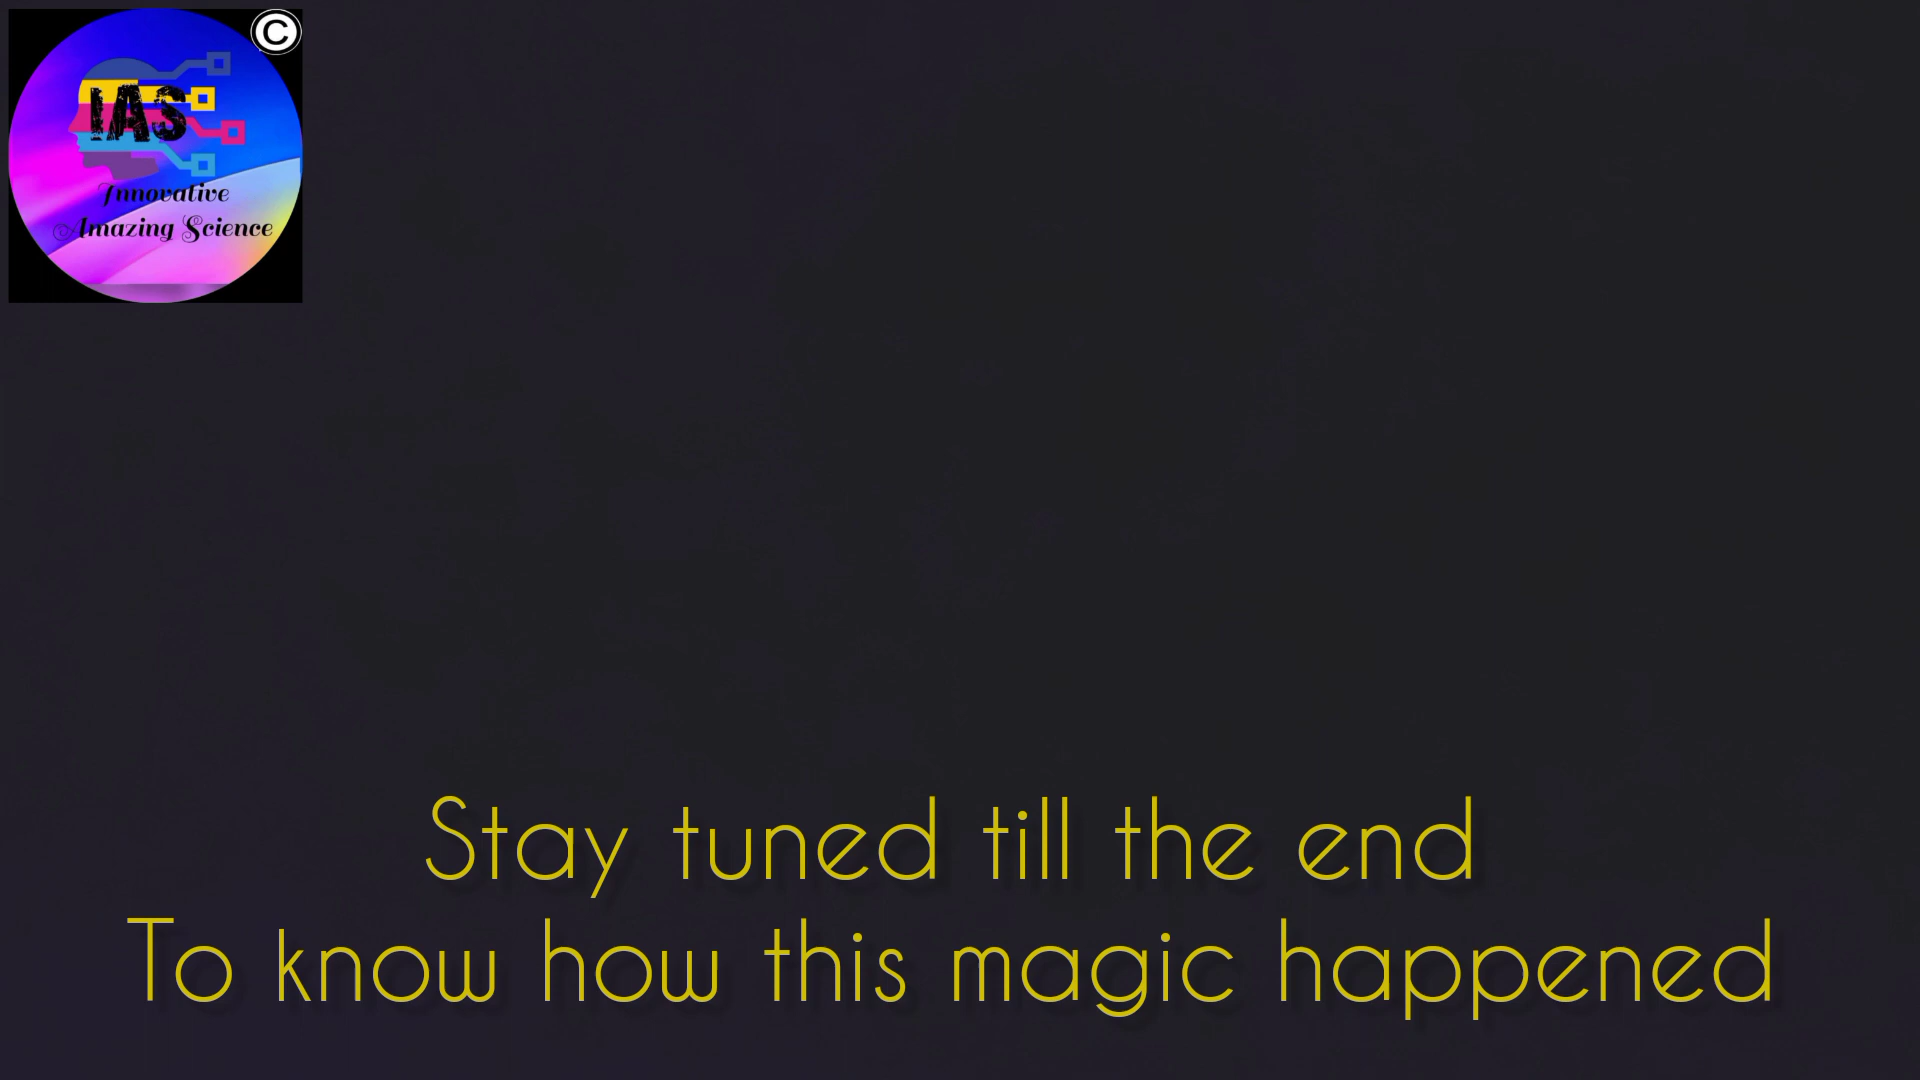 ©
IAS
Innovative
Amazing Science
Stay tuned till the end
To know how this magic happened